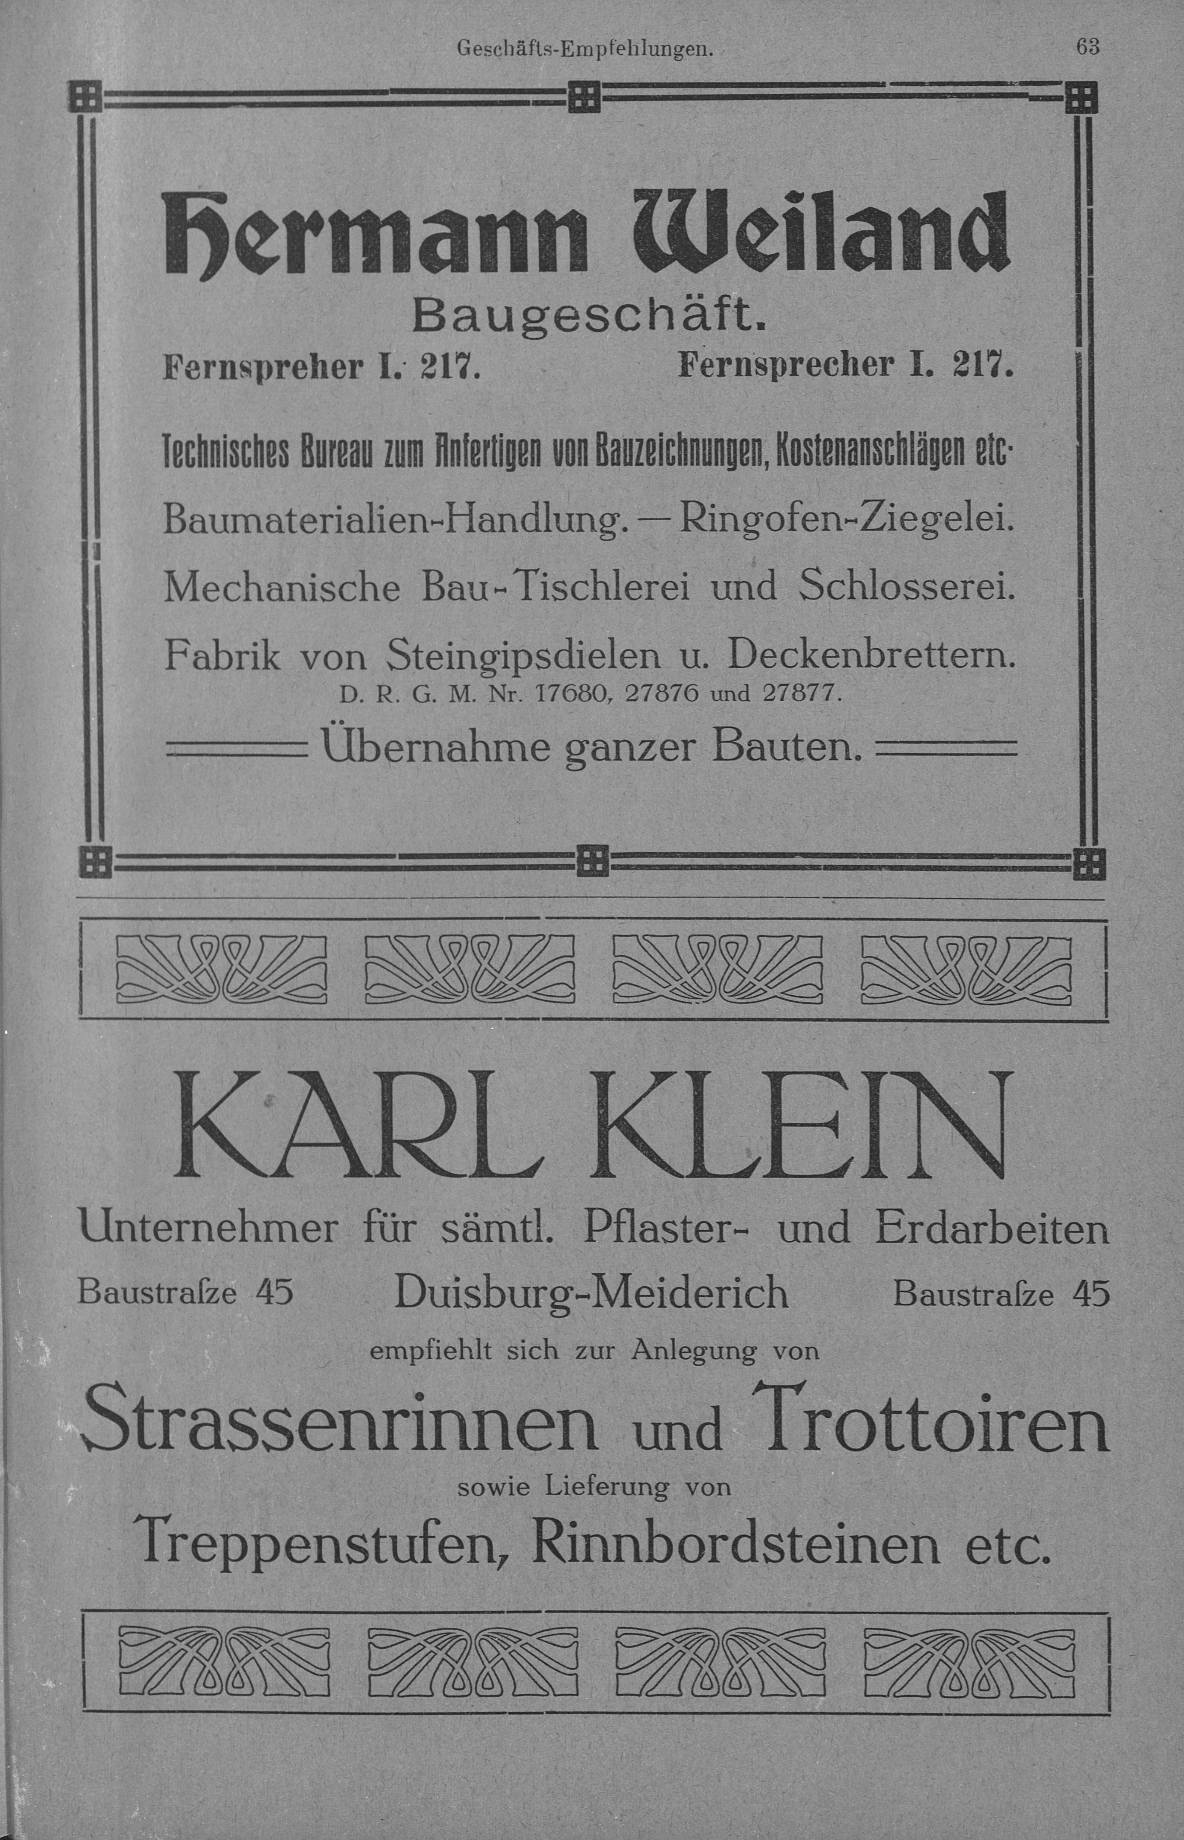 Geschäfts-Empfehlungen. 63
Hermann Weiland
Baugeschäft.
Fernspreher I. 217. Fernsprecher I. 217.
Technisches Bureau zum Anfertigen von Bauzeichnungen, Kostenanschlägen etc.
Baumaterialien-Handlung. — Ringofen-Ziegelei.
Mechanische Bau-Tischlerei und Schlosserei.
Fabrik von Steingipsdielen u. Deckenbrettern.
D. R. G. M. Nr. 17680, 27876 und 27877.
Übernahme ganzer Bauten.
KARL KLEIN
Unternehmer für sämtl. Pflaster- und Erdarbeiten
Baustraſze 45 Duisburg-Meiderich Baustraſze 45
empfiehlt sich zur Anlegung von
Strassenrinnen und Trottoiren
sowie Lieferung von
Treppenstufen, Rinnbordsteinen etc.